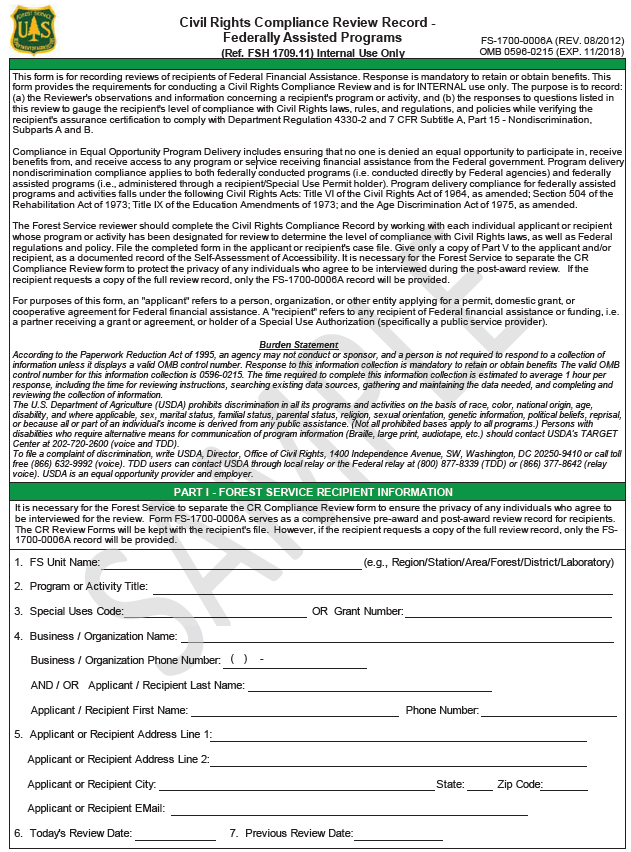 FOREST SERVICE
U S
DEPARTMENT OF AGRICULTURE
Civil Rights Compliance Review Record -
Federally Assisted Programs
(Ref. FSH 1709.11) Internal Use Only
FS-1700-0006A (REV. 08/2012)
OMB 0596-0215 (EXP. 11/2018)
This form is for recording reviews of recipients of Federal Financial Assistance. Response is mandatory to retain or obtain benefits. This
form provides the requirements for conducting a Civil Rights Compliance Review and is for INTERNAL use only. The purpose is to record:
(a) the Reviewer's observations and information concerning a recipient's program or activity, and (b) the responses to questions listed in
this review to gauge the recipient's level of compliance with Civil Rights laws, rules, and regulations, and policies while verifying the
recipient's assurance certification to comply with Department Regulation 4330-2 and 7 CFR Subtitle A, Part 15 - Nondiscrimination,
Subparts A and B.
Compliance in Equal Opportunity Program Delivery includes ensuring that no one is denied an equal opportunity to participate in, receive
benefits from, and receive access to any program or service receiving financial assistance from the Federal government. Program delivery
nondiscrimination compliance applies to both federally conducted programs (i.e. conducted directly by Federal agencies) and federally
assisted programs (i.e., administered through a recipient/Special Use Permit holder). Program delivery compliance for federally assisted
programs and activities falls under the following Civil Rights Acts: Title VI of the Civil Rights Act of 1964, as amended; Section 504 of the
Rehabilitation Act of 1973; Title IX of the Education Amendments of 1973; and the Age Discrimination Act of 1975, as amended.
The Forest Service reviewer should complete the Civil Rights Compliance Record by working with each individual applicant or recipient
whose program or activity has been designated for review to determine the level of compliance with Civil Rights laws, as well as Federal
regulations and policy. File the completed form in the applicant or recipient's case file. Give only a copy of Part V to the applicant and/or
recipient, as a documented record of the Self-Assessment of Accessibility. It is necessary for the Forest Service to separate the CR
Compliance Review form to protect the privacy of any individuals who agree to be interviewed during the post-award review. If the
recipient requests a copy of the full review record, only the FS-1700-0006A record will be provided.
For purposes of this form, an "applicant" refers to a person, organization, or other entity applying for a permit, domestic grant, or
cooperative agreement for Federal financial assistance. A "recipient" refers to any recipient of Federal assistance or funding, i.e.
a partner receiving a grant or agreement, or holder of a Special Use Authorization (specifically a public service provider).
Burden Statement
According to the Paperwork Reduction Act of 1995, an agency may not conduct or sponsor, and a person is not required to respond to a collection of
information unless it displays a valid OMB control number. Response to this information collection is mandatory to retain or obtain benefits The valid OMB
control number for this information collection is 0596-0215. The time required to complete this information collection is estimated to average 1 hour per
response, including the time for reviewing instructions, searching existing data sources, gathering and maintaining the data needed, and completing and
reviewing the collection of information.
The U.S. Department of Agriculture (USDA) prohibits discrimination in all its programs and activities on the basis of race, color, national origin, age,
disability, and where applicable, sex, marital status, familial status, parental status, religion, sexual orientation, genetic information, political beliefs, reprisal,
or because all or part of an individual's income is derived from any public assistance. (Not all prohibited bases apply to all programs.) Persons with
disabilities who require alternative means for communication of program information (Braille, large print, audiotape, etc.) should contact USDA's TARGET
Center at 202-720-2600 (voice and TDD).
To file a complaint of discrimination, write USDA, Director, Office of Civil Rights, 1400 Independence Avenue, SW, Washington, DC 20250-9410 or call toll
free (866) 632-9992 (voice). TDD users can contact USDA through local relay or the Federal relay at (800) 877-8339 (TDD) or (866) 377-8642 (relay
voice). USDA is an equal opportunity provider and employer.
PART I - FOREST SERVICE RECIPIENT INFORMATION
It is necessary for the Forest Service to separate the CR Compliance Review form to ensure the privacy of any individuals who agree to
be interviewed for the review. Form FS-1700-0006A serves as a comprehensive pre-award and post-award review record for recipients.
The CR Review Forms will be kept with the recipient's file. However, if the recipient requests a copy of the full review record, only the FS-
1700-0006A record will be provided.
1. FS Unit Name: (e.g., Region/Station/Area/Forest/District/Laboratory)
2. Program or Activity Title:
3. Special Uses Code: OR Grant Number:
4. Business / Organization Name:
Business / Organization Phone Number: ( ) -
AND / OR Applicant / Recipient Last Name:
Applicant / Recipient First Name: Phone Number:
5. Applicant or Recipient Address Line 1:
Applicant or Recipient Address Line 2:
Applicant or Recipient City: State: Zip Code:
Applicant or Recipient EMail:
6. Today's Review Date: 7. Previous Review Date:
SAMPLE